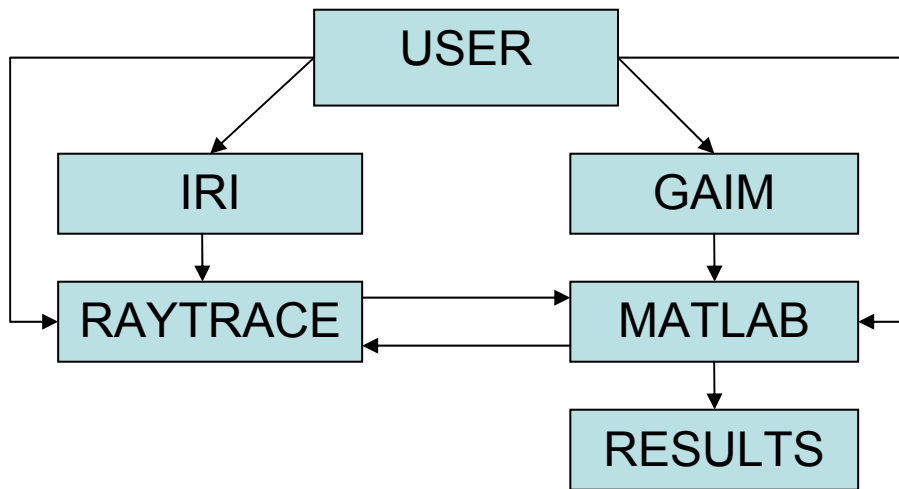 USER
IRI
GAIM
RAYTRACE
MATLAB
RESULTS